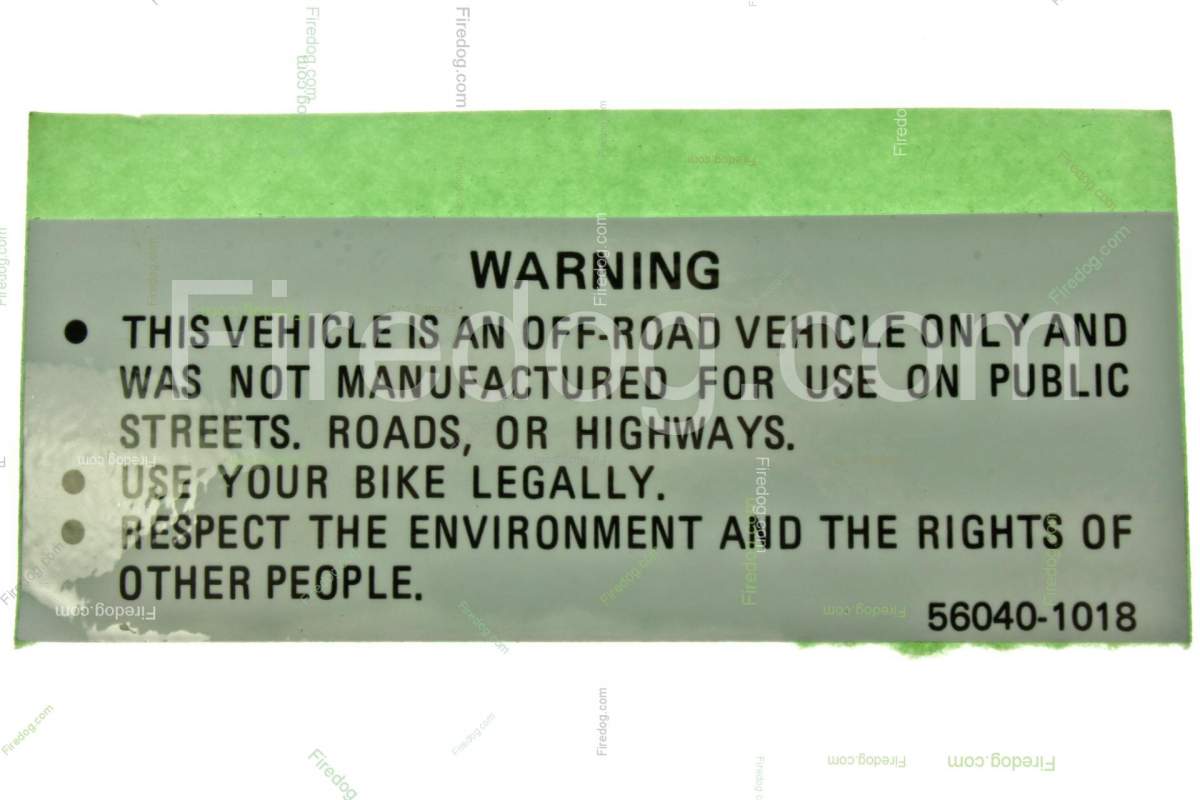 WARNING
● THIS VEHICLE IS AN OFF-ROAD VEHICLE ONLY AND
WAS NOT MANUFACTURED FOR USE ON PUBLIC
STREETS. ROADS, OR HIGHWAYS.
● USE YOUR BIKE LEGALLY.
● RESPECT THE ENVIRONMENT AND THE RIGHTS OF
OTHER PEOPLE.
56040-1018
Firedog.com